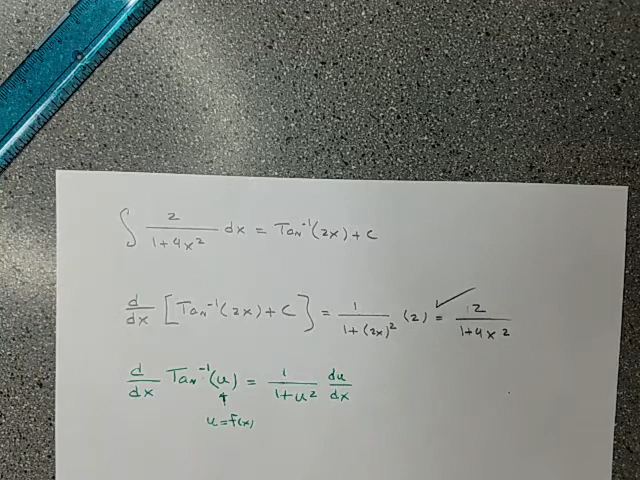 ∫ 2/(1+4x²) dx = Tan⁻¹(2x) + C
d/dx [Tan⁻¹(2x) + C] = 1/(1+(2x)²) (2) = 2/(1+4x²)
d/dx Tan⁻¹(u) = 1/(1+u²) du/dx
u = f(x)